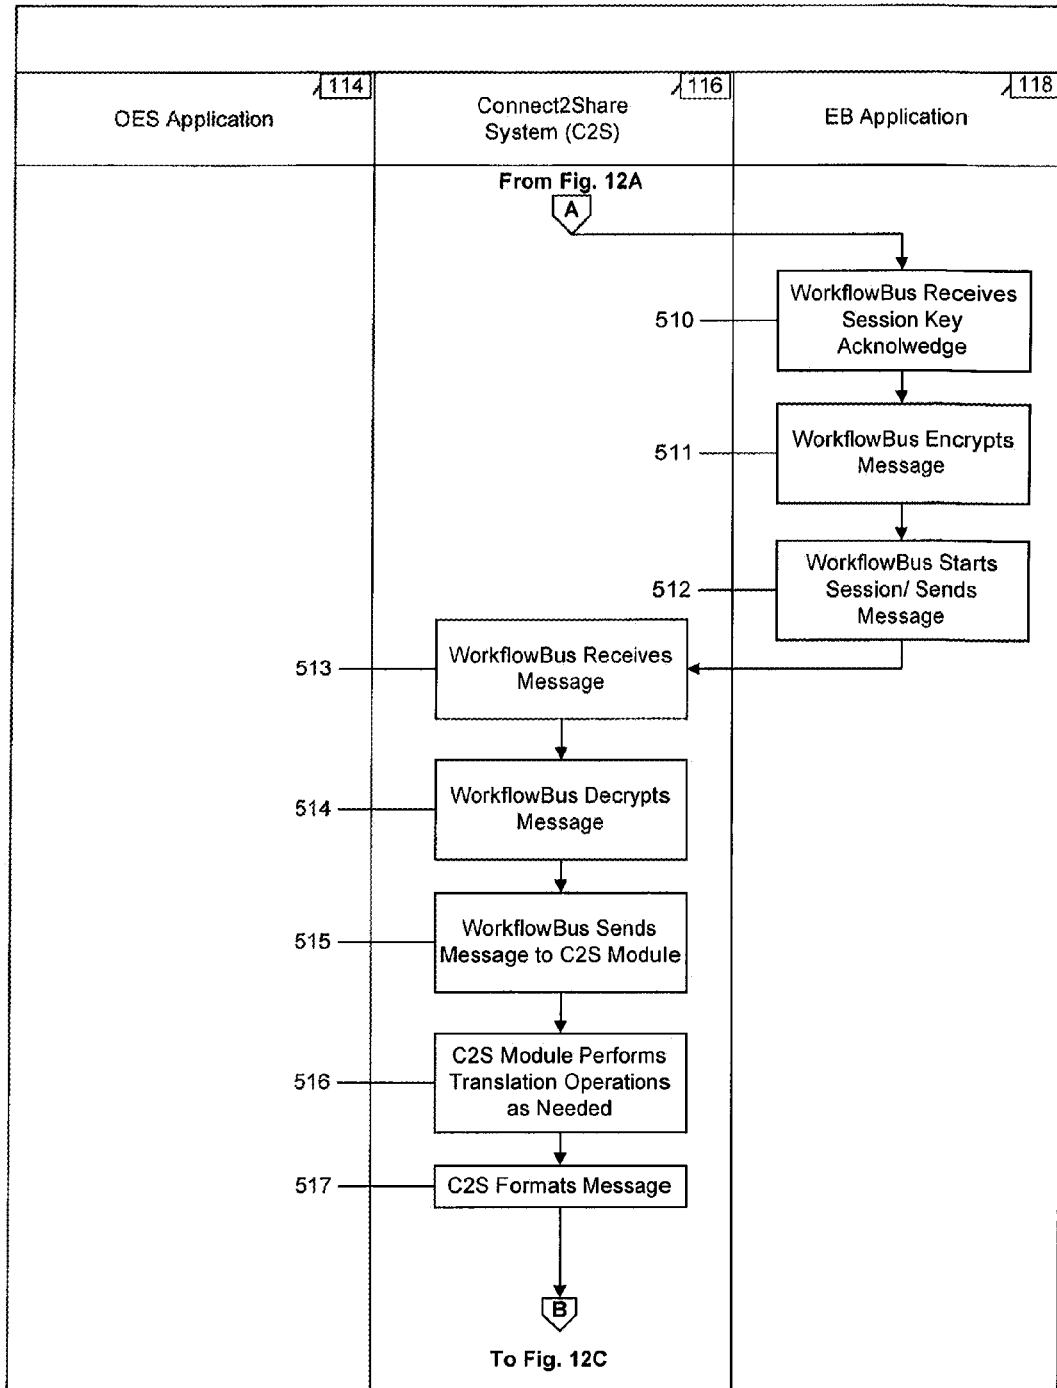 114
OES Application
116
Connect2Share
System (C2S)
118
EB Application
From Fig. 12A
A
510
WorkflowBus Receives
Session Key
Acknolwedge
511
WorkflowBus Encrypts
Message
512
WorkflowBus Starts
Session/ Sends
Message
513
WorkflowBus Receives
Message
514
WorkflowBus Decrypts
Message
515
WorkflowBus Sends
Message to C2S Module
516
C2S Module Performs
Translation Operations
as Needed
517
C2S Formats Message
B
To Fig. 12C